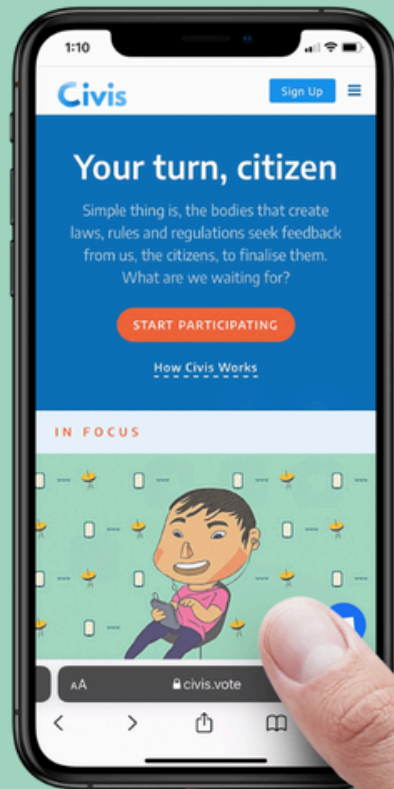 1:10
Civis
Sign Up
Your turn, citizen
Simple thing is, the bodies that create
laws, rules and regulations seek feedback
from us, the citizens, to finalise them.
What are we waiting for?
START PARTICIPATING
How Civis Works
IN FOCUS
AA
civis.vote